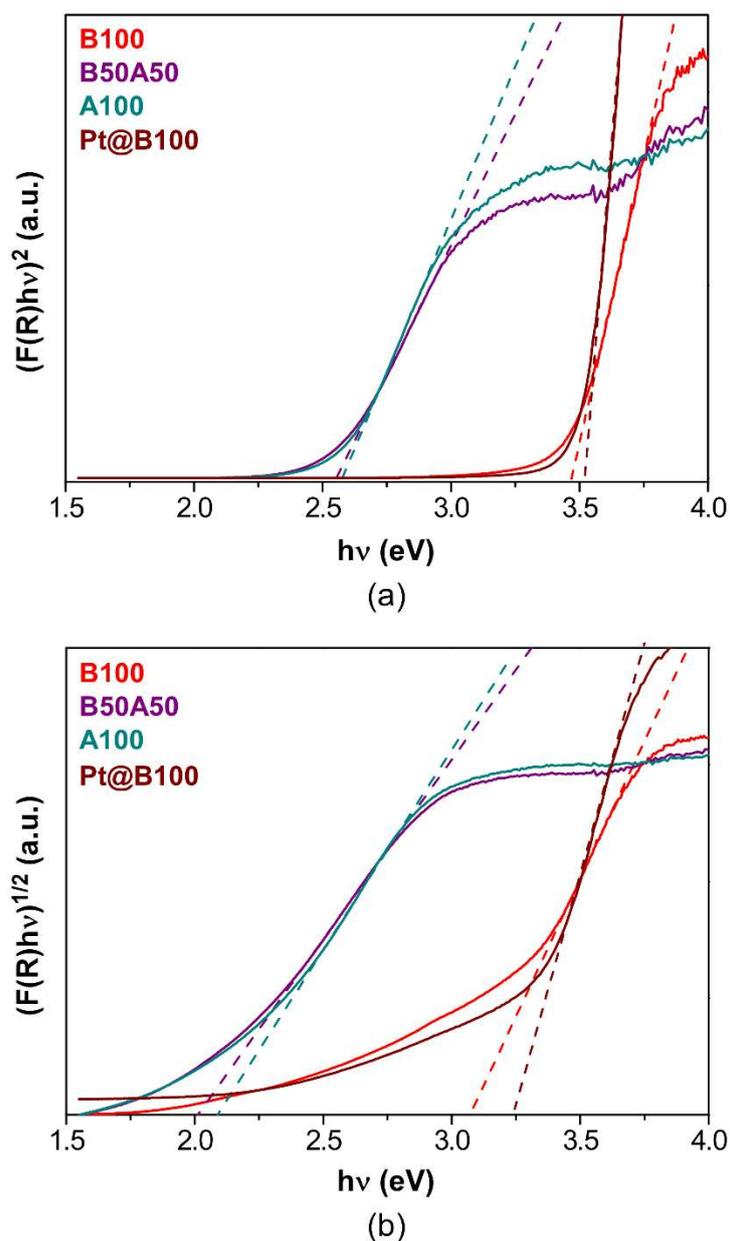 B100
B50A50
A100
Pt@B100
(F(R)hν)² (a.u.)
1.5 2.0 2.5 3.0 3.5 4.0
hν (eV)
(a)
B100
B50A50
A100
Pt@B100
(F(R)hν)^1/2 (a.u.)
1.5 2.0 2.5 3.0 3.5 4.0
hν (eV)
(b)